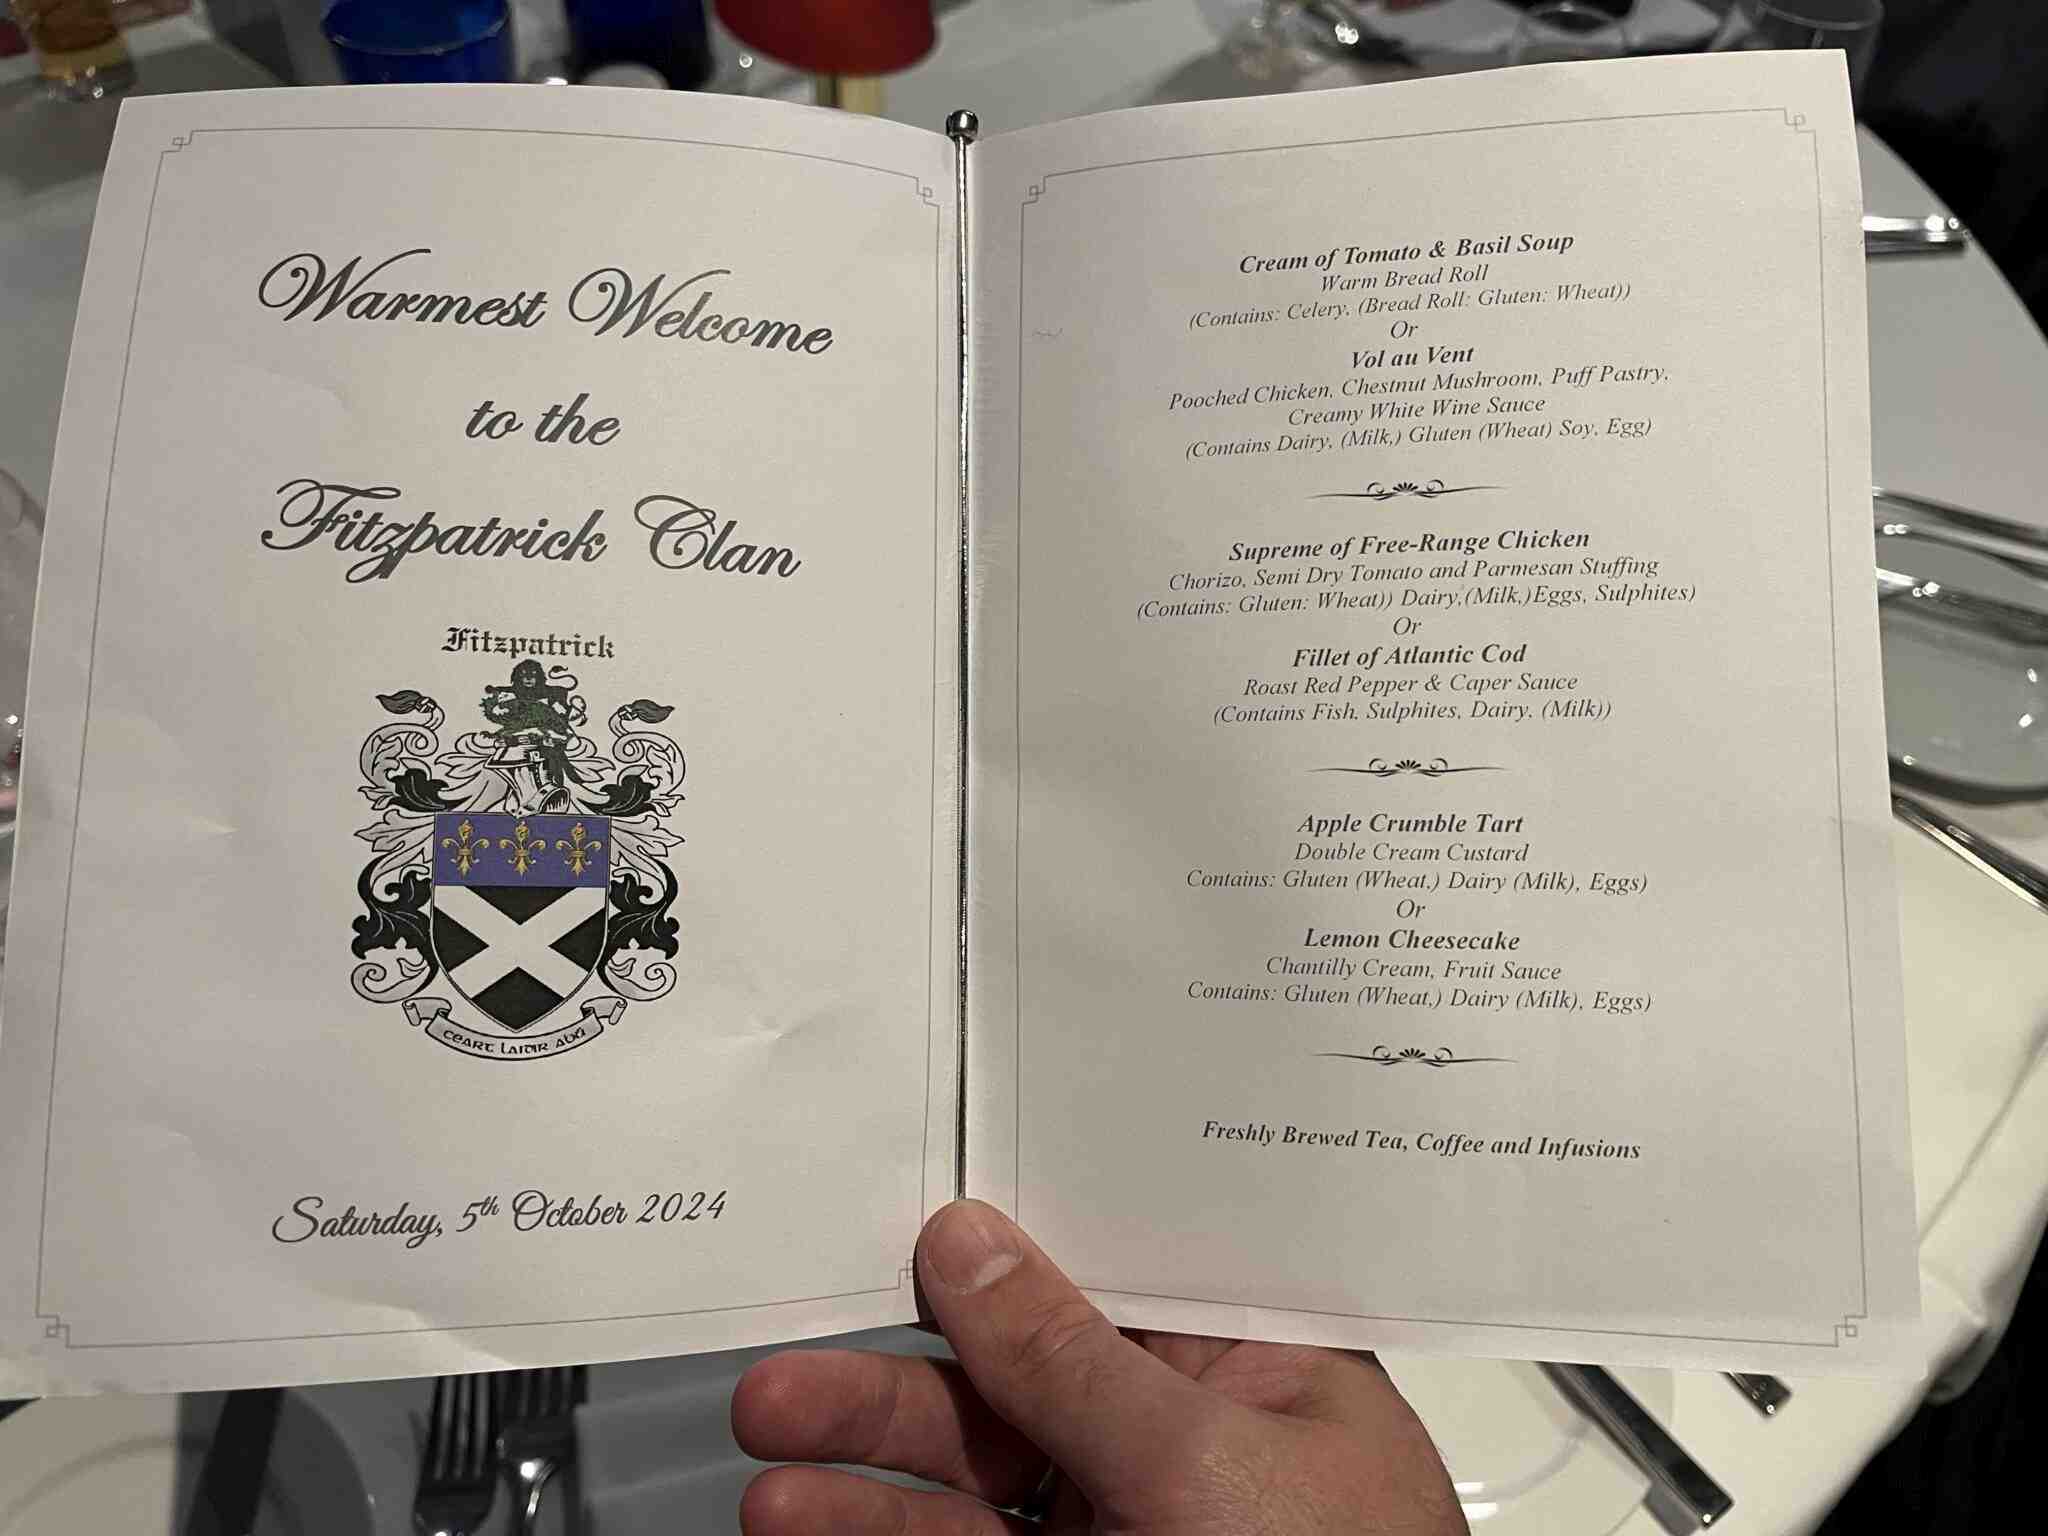 Warmest Welcome
to the
Fitzpatrick Clan
Fitzpatrick
CEART LAIDIR ABÚ
Saturday, 5th October 2024
Cream of Tomato & Basil Soup
Warm Bread Roll
(Contains: Celery, (Bread Roll: Gluten: Wheat))
Or
Vol au Vent
Pooched Chicken, Chestnut Mushroom, Puff Pastry,
Creamy White Wine Sauce
(Contains Dairy, (Milk,) Gluten (Wheat) Soy, Egg)
Supreme of Free-Range Chicken
Chorizo, Semi Dry Tomato and Parmesan Stuffing
(Contains: Gluten: Wheat)) Dairy,(Milk,)Eggs, Sulphites)
Or
Fillet of Atlantic Cod
Roast Red Pepper & Caper Sauce
(Contains Fish, Sulphites, Dairy, (Milk))
Apple Crumble Tart
Double Cream Custard
Contains: Gluten (Wheat,) Dairy (Milk), Eggs)
Or
Lemon Cheesecake
Chantilly Cream, Fruit Sauce
Contains: Gluten (Wheat,) Dairy (Milk), Eggs)
Freshly Brewed Tea, Coffee and Infusions